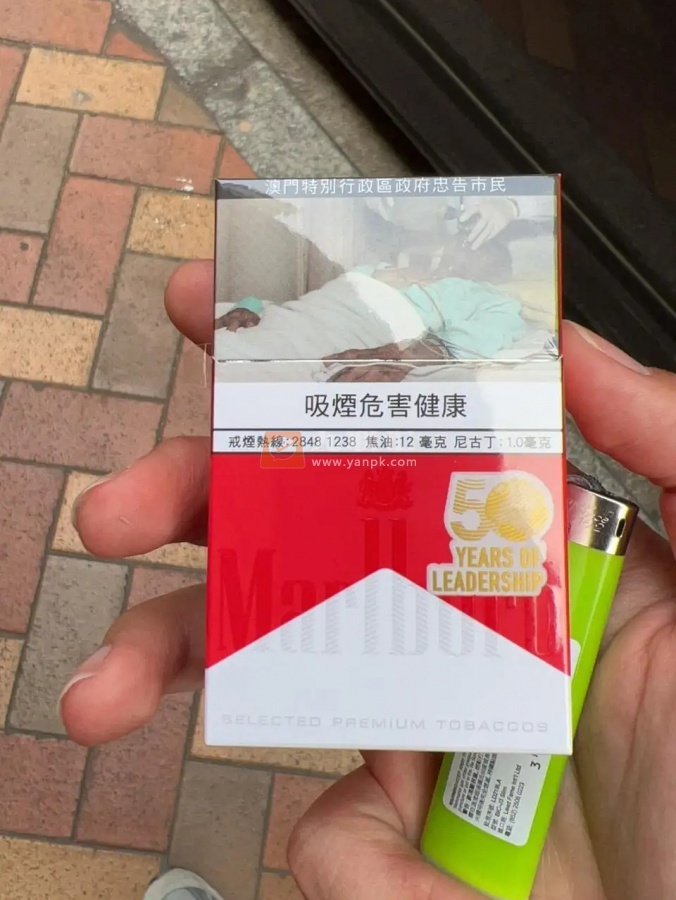 澳門特別行政區政府忠告市民
吸煙危害健康
戒煙熱線:2848 1238 焦油:12 毫克 尼古丁:1.0毫克
www.yanpk.com
50
YEARS OF
LEADERSHIP
Marlboro
SELECTED PREMIUM TOBACCOS